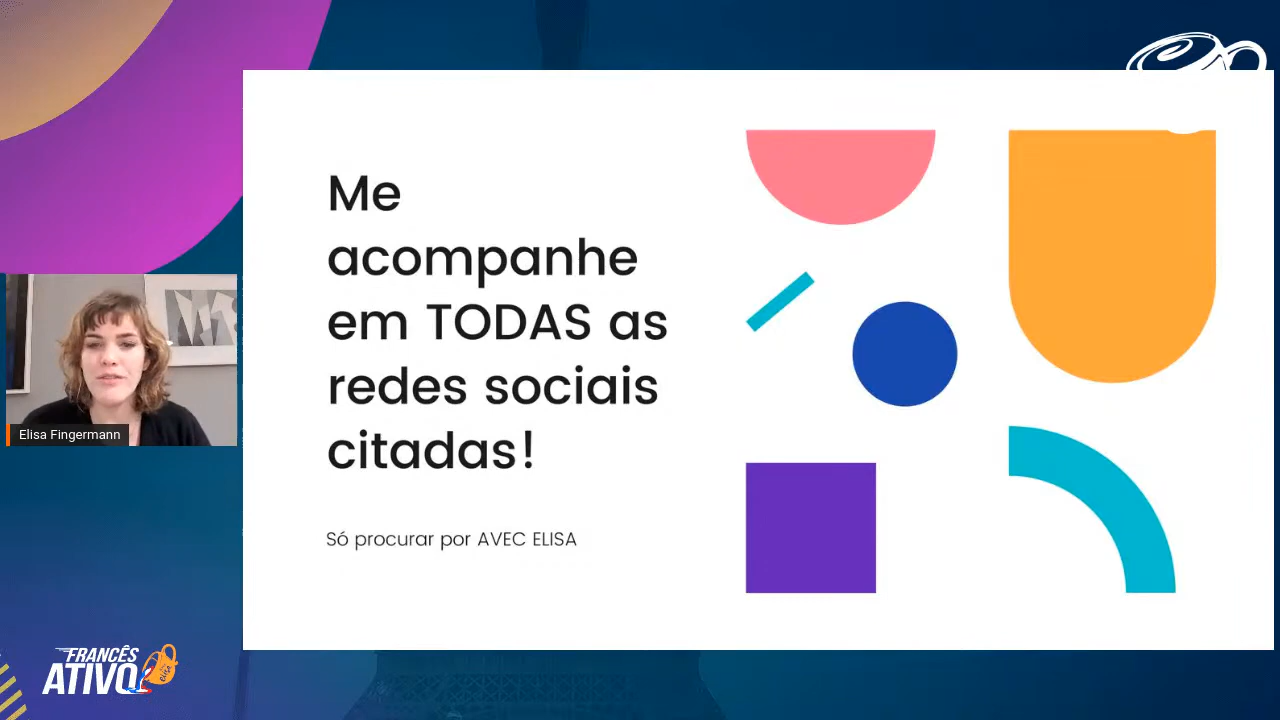 Me
acompanhe
em TODAS as
redes sociais
citadas!
Só procurar por AVEC ELISA
Elisa Fingermann
FRANCÊS
ATIVO